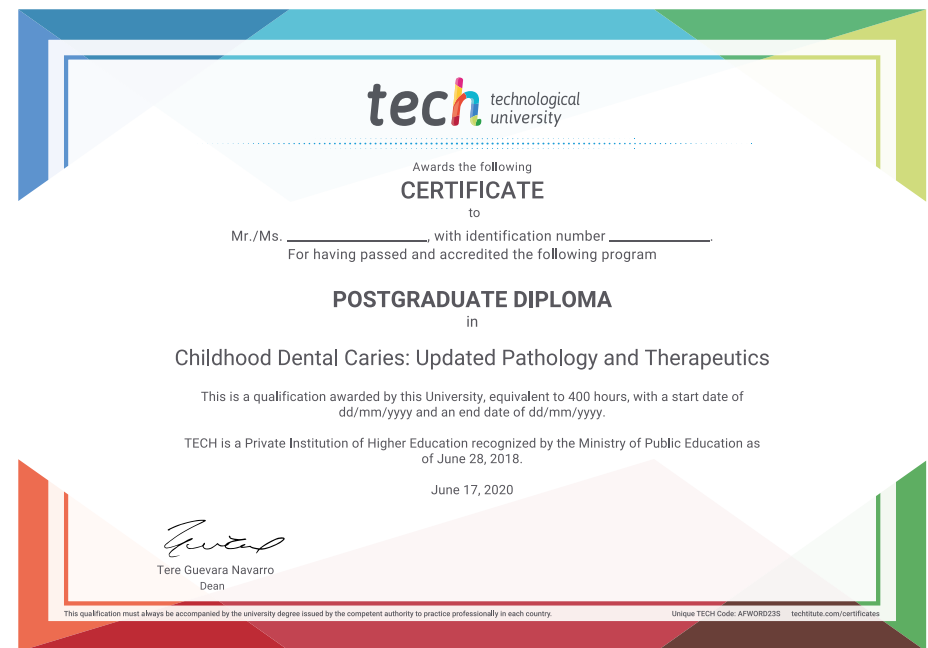 tech technological
university
Awards the following
CERTIFICATE
to
Mr./Ms. ____________, with identification number ____________.
For having passed and accredited the following program
POSTGRADUATE DIPLOMA
in
Childhood Dental Caries: Updated Pathology and Therapeutics
This is a qualification awarded by this University, equivalent to 400 hours, with a start date of
dd/mm/yyyy and an end date of dd/mm/yyyy.
TECH is a Private Institution of Higher Education recognized by the Ministry of Public Education as
of June 28, 2018.
June 17, 2020
Tere Guevara Navarro
Dean
This qualification must always be accompanied by the university degree issued by the competent authority to practice professionally in each country. Unique TECH Code: AFWORD23S techtitute.com/certificates